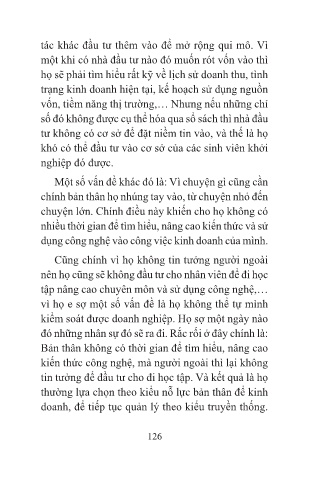 tác khác đầu tư thêm vào để mở rộng qui mô. Vì
một khi có nhà đầu tư nào đó muốn rót vốn vào thì
họ sẽ phải tìm hiểu rất kỹ về lịch sử doanh thu, tình
trạng kinh doanh hiện tại, kế hoạch sử dụng nguồn
vốn, tiềm năng thị trường,… Nhưng nếu những chỉ
số đó không được cụ thể hóa qua số sách thì nhà đầu
tư không có cơ sở để đặt niềm tin vào, và thế là họ
khó có thể đầu tư vào cơ sở của các sinh viên khởi
nghiệp đó được.
Một số vấn đề khác đó là: Vì chuyện gì cũng cần
chính bản thân họ nhúng tay vào, từ chuyện nhỏ đến
chuyện lớn. Chính điều này khiến cho họ không có
nhiều thời gian để tìm hiểu, nâng cao kiến thức và sử
dụng công nghệ vào công việc kinh doanh của mình.
Cũng chính vì họ không tin tưởng người ngoài
nên họ cũng sẽ không đầu tư cho nhân viên để đi học
tập nâng cao chuyên môn và sử dụng công nghệ,…
vì họ e sợ một số vấn đề là họ không thể tự mình
kiểm soát được doanh nghiệp. Họ sợ một ngày nào
đó những nhân sự đó sẽ ra đi. Rắc rối ở đây chính là:
Bản thân không có thời gian để tìm hiểu, nâng cao
kiến thức công nghệ, mà người ngoài thì lại không
tin tưởng để đầu tư cho đi học tập. Và kết quả là họ
thường lựa chọn theo kiểu nỗ lực bản thân để kinh
doanh, để tiếp tục quản lý theo kiểu truyền thống.
126